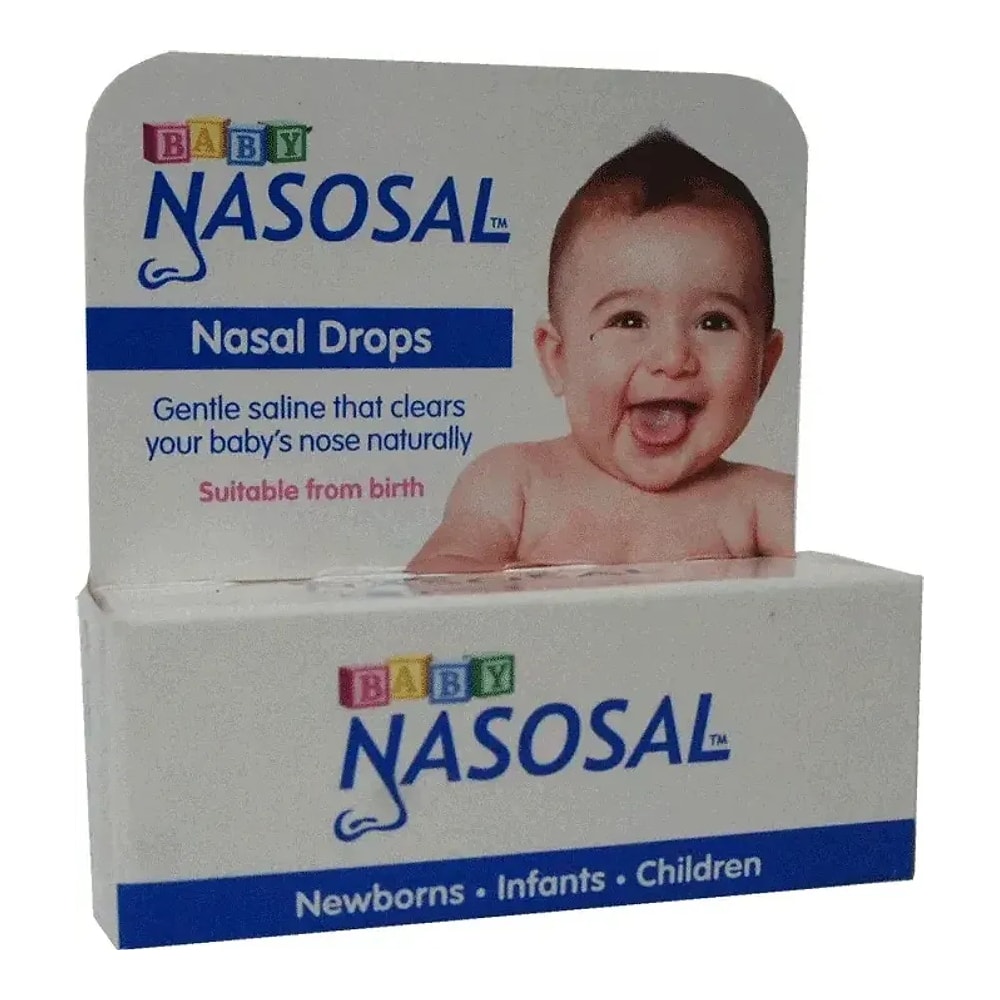 BABY
NASOSAL™
Nasal Drops
Gentle saline that clears
your baby's nose naturally
Suitable from birth
BABY
NASOSAL™
Newborns • Infants • Children